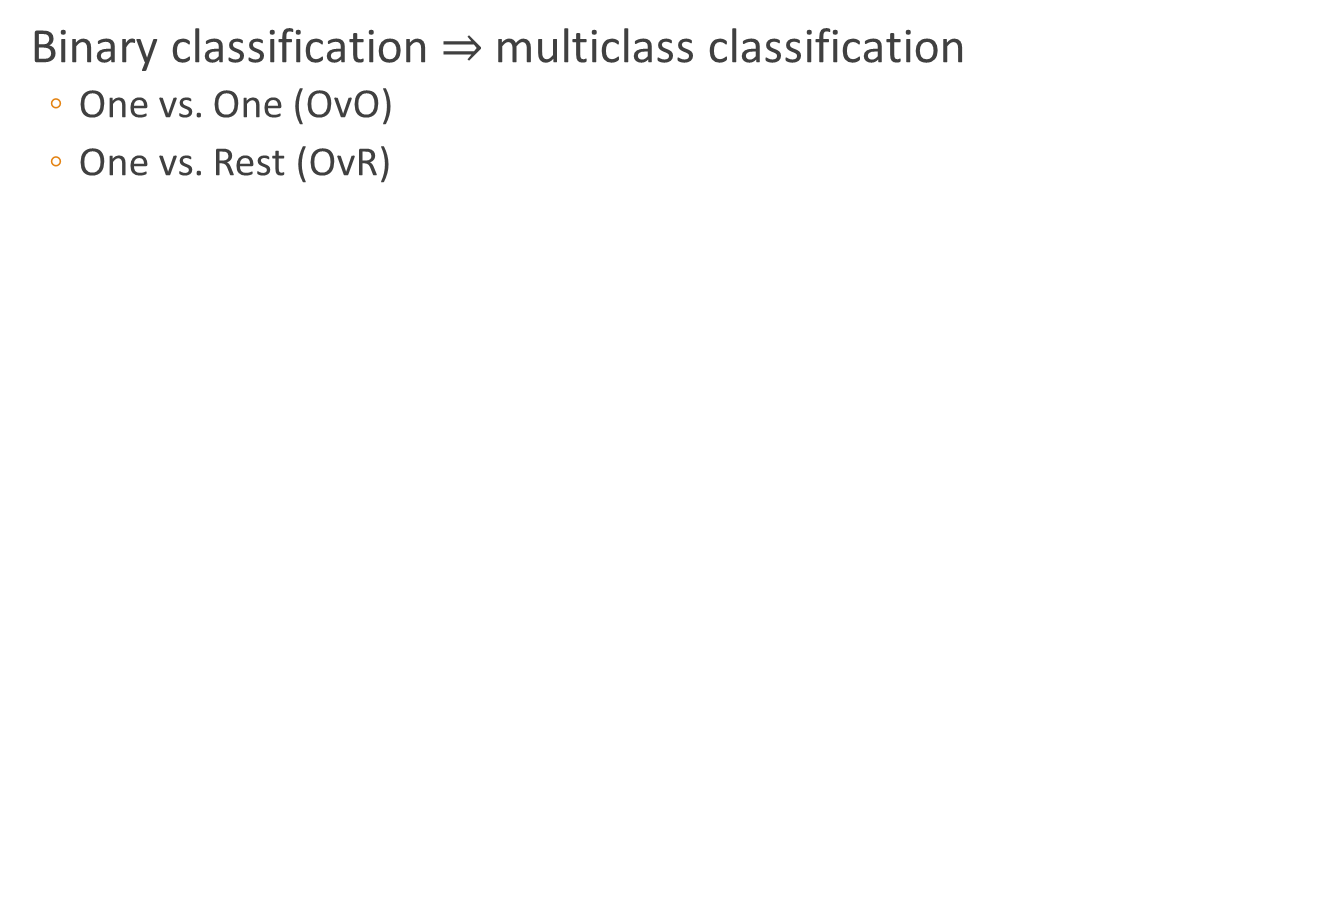 Binary classification ⇒ multiclass classification
◦ One vs. One (OvO)
◦ One vs. Rest (OvR)